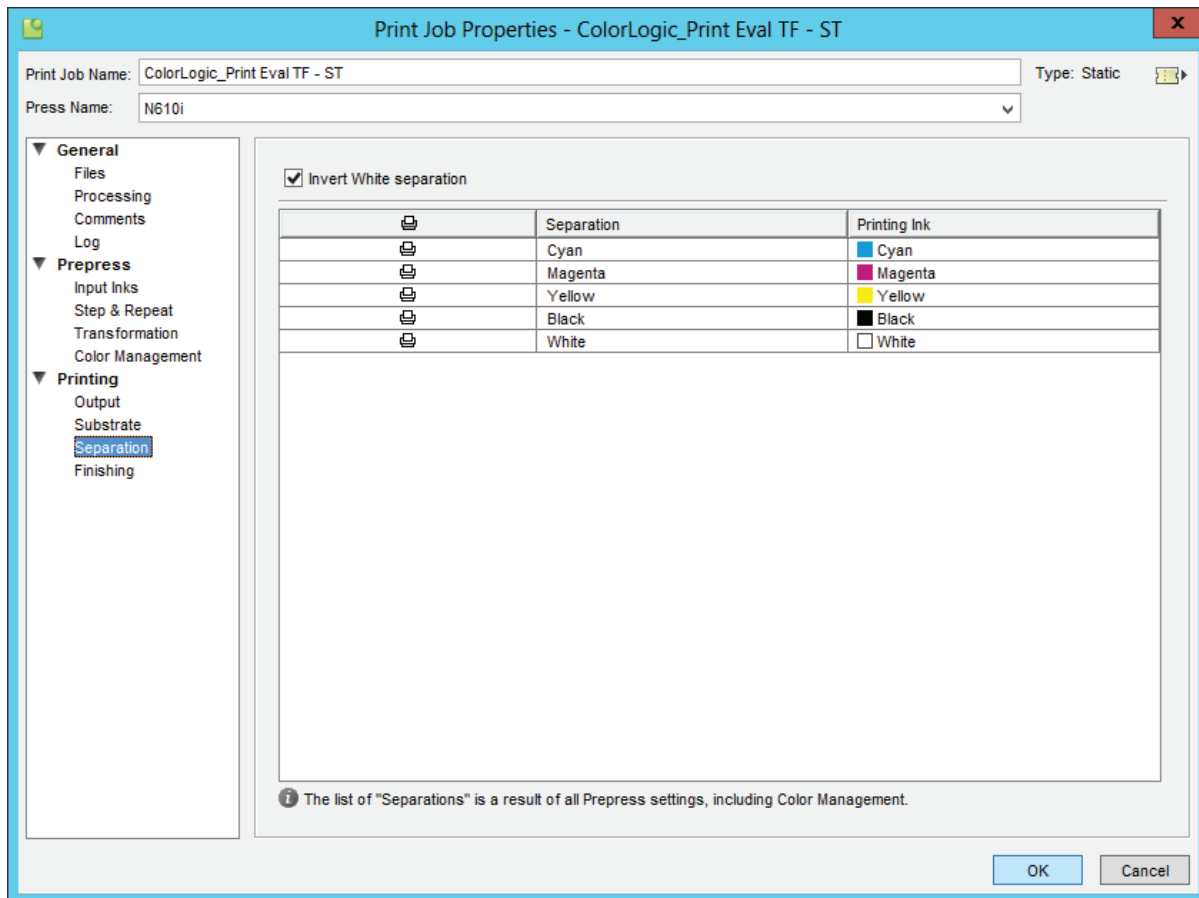 Print Job Properties - ColorLogic_Print Eval TF - ST
x
Print Job Name: ColorLogic_Print Eval TF - ST Type: Static
Press Name: N610i
General
Files
Processing
Comments
Log
Prepress
Input Inks
Step & Repeat
Transformation
Color Management
Printing
Output
Substrate
Separation
Finishing
Invert White separation
Separation Printing Ink
Cyan Cyan
Magenta Magenta
Yellow Yellow
Black Black
White White
The list of "Separations" is a result of all Prepress settings, including Color Management.
OK Cancel